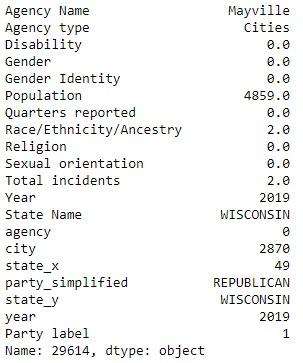 Agency Name Mayville
Agency type Cities
Disability 0.0
Gender 0.0
Gender Identity 0.0
Population 4859.0
Quarters reported 0.0
Race/Ethnicity/Ancestry 2.0
Religion 0.0
Sexual orientation 0.0
Total incidents 2.0
Year 2019
State Name WISCONSIN
agency 0
city 2870
state_x 49
party_simplified REPUBLICAN
state_y WISCONSIN
year 2019
Party label 1
Name: 29614, dtype: object